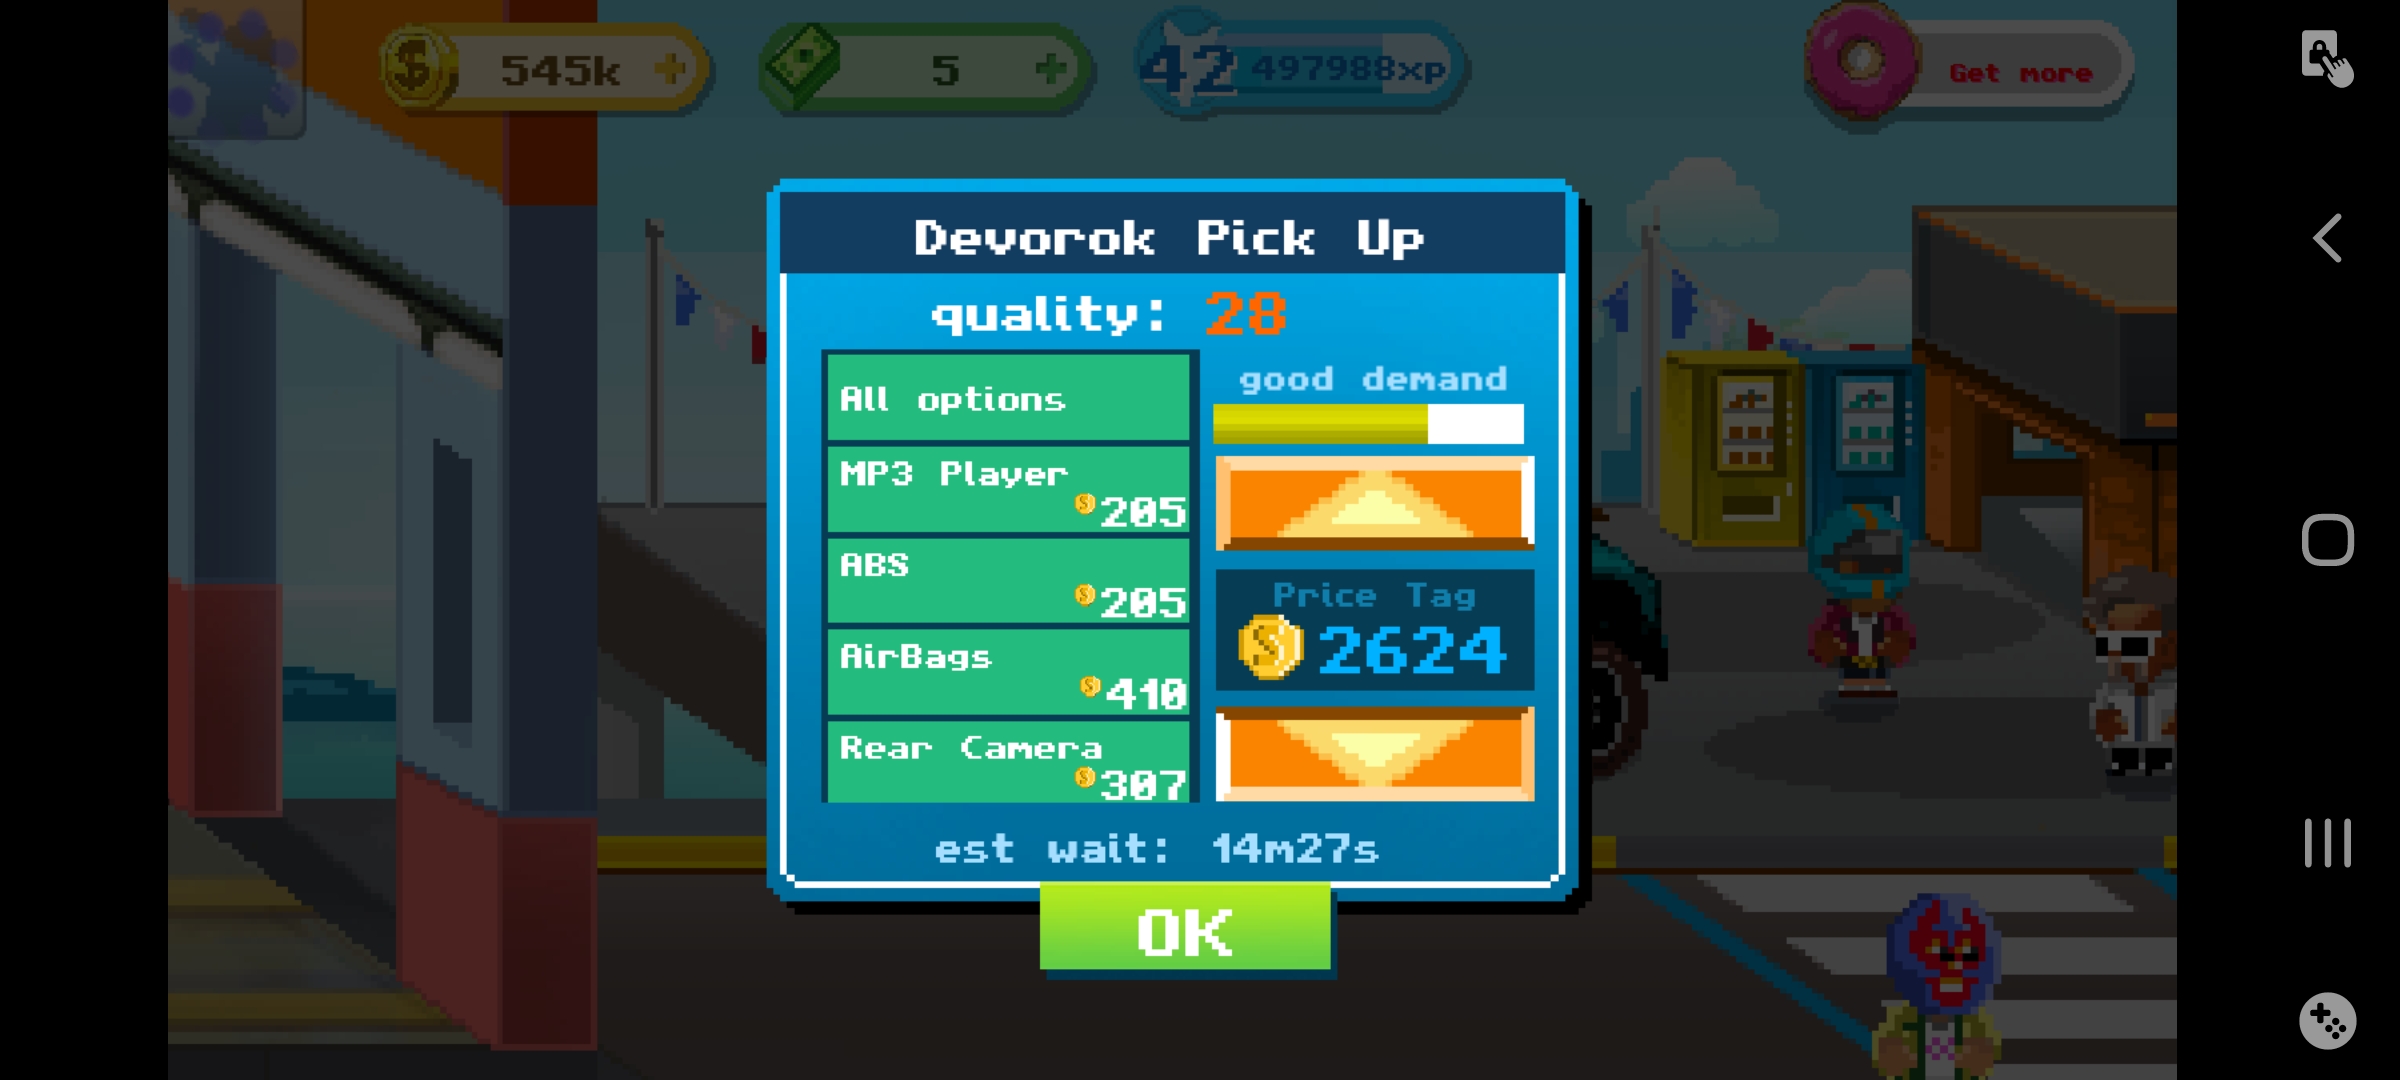 545k
5
42 497988xp
Get more
Devorok Pick Up
quality: 28
All options
good demand
MP3 Player
205
ABS
205
AirBags
410
Rear Camera
307
Price Tag
2624
est wait: 14m27s
OK